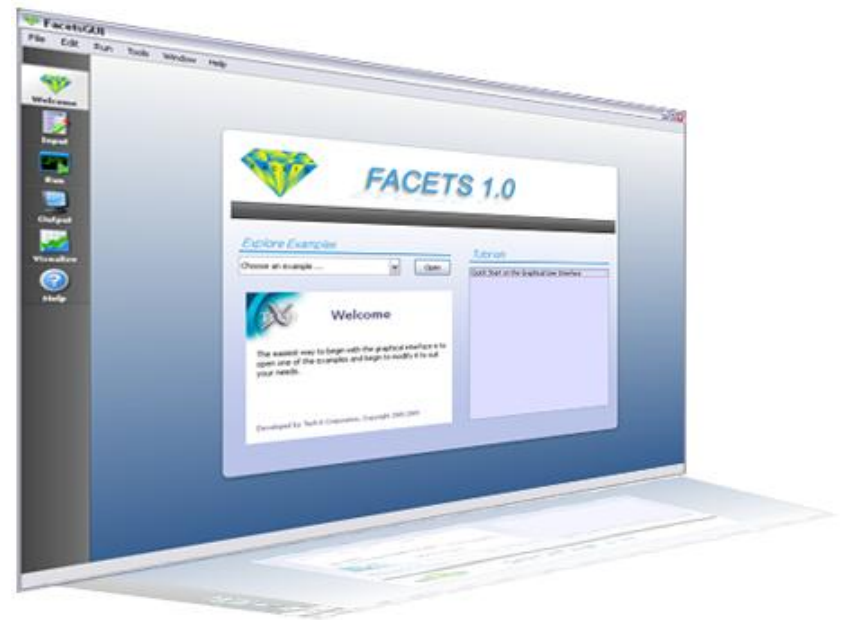 FacetsGUI
File Edit Run Tools Window Help
Welcome
Input
Run
Output
Visualize
Help
FACETS 1.0
Explore Examples
Choose an example ...
Open
Tutorials
Quick Start on the Graphical User Interface
Welcome
The easiest way to begin with the graphical interface is to
open one of the examples and begin to modify it to suit
your needs.
Developed by Tech-X Corporation, Copyright